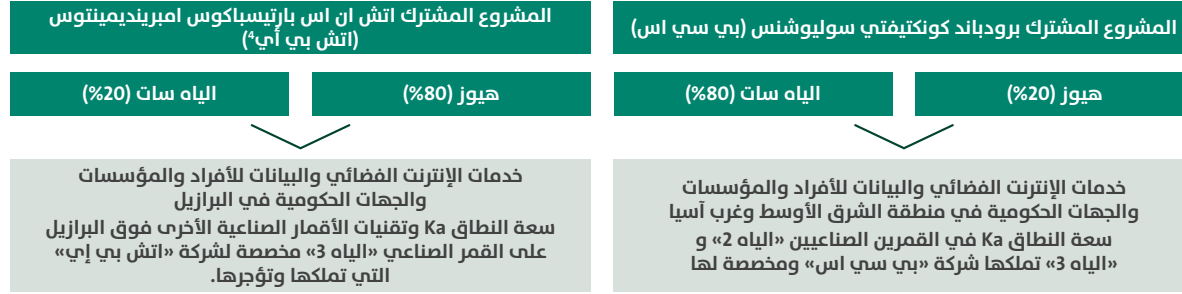 المشروع المشترك برودباند كونكتيفتي سوليوشنس (بي سي اس)
هيوز (20%)
الياه سات (80%)
خدمات الإنترنت الفضائي والبيانات للأفراد والمؤسسات
والجهات الحكومية في منطقة الشرق الأوسط وغرب آسيا
سعة النطاق Ka في القمرين الصناعيين «الياه 2» و
«الياه 3» تملكها شركة «بي سي اس» ومخصصة لها
المشروع المشترك اتش ان اس بارتيسباكوس امبرينديمينتوس
(اتش بي أي⁴)
هيوز (80%)
الياه سات (20%)
خدمات الإنترنت الفضائي والبيانات للأفراد والمؤسسات
والجهات الحكومية في البرازيل
سعة النطاق Ka وتقنيات الأقمار الصناعية الأخرى فوق البرازيل
على القمر الصناعي «الياه 3» مخصصة لشركة «اتش بي إي»
التي تملكها وتؤجرها.